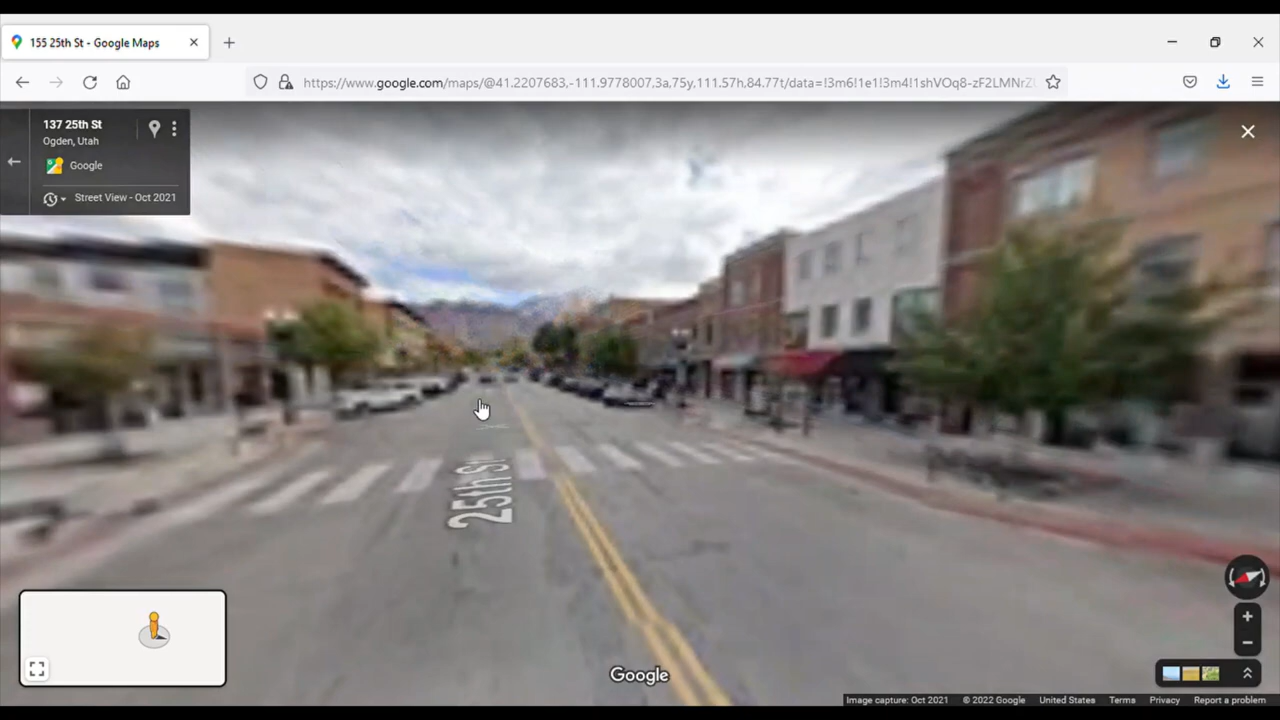 155 25th St - Google Maps
https://www.google.com/maps/@41.2207683,-111.9778007,3a,75y,111.57h,84.77t/data=!3m6!1e1!3m4!1shVOq8-zF2LMNrZ
137 25th St
Ogden, Utah
Google
Street View - Oct 2021
25th St
Google
Image capture: Oct 2021 © 2022 Google United States Terms Privacy Report a problem